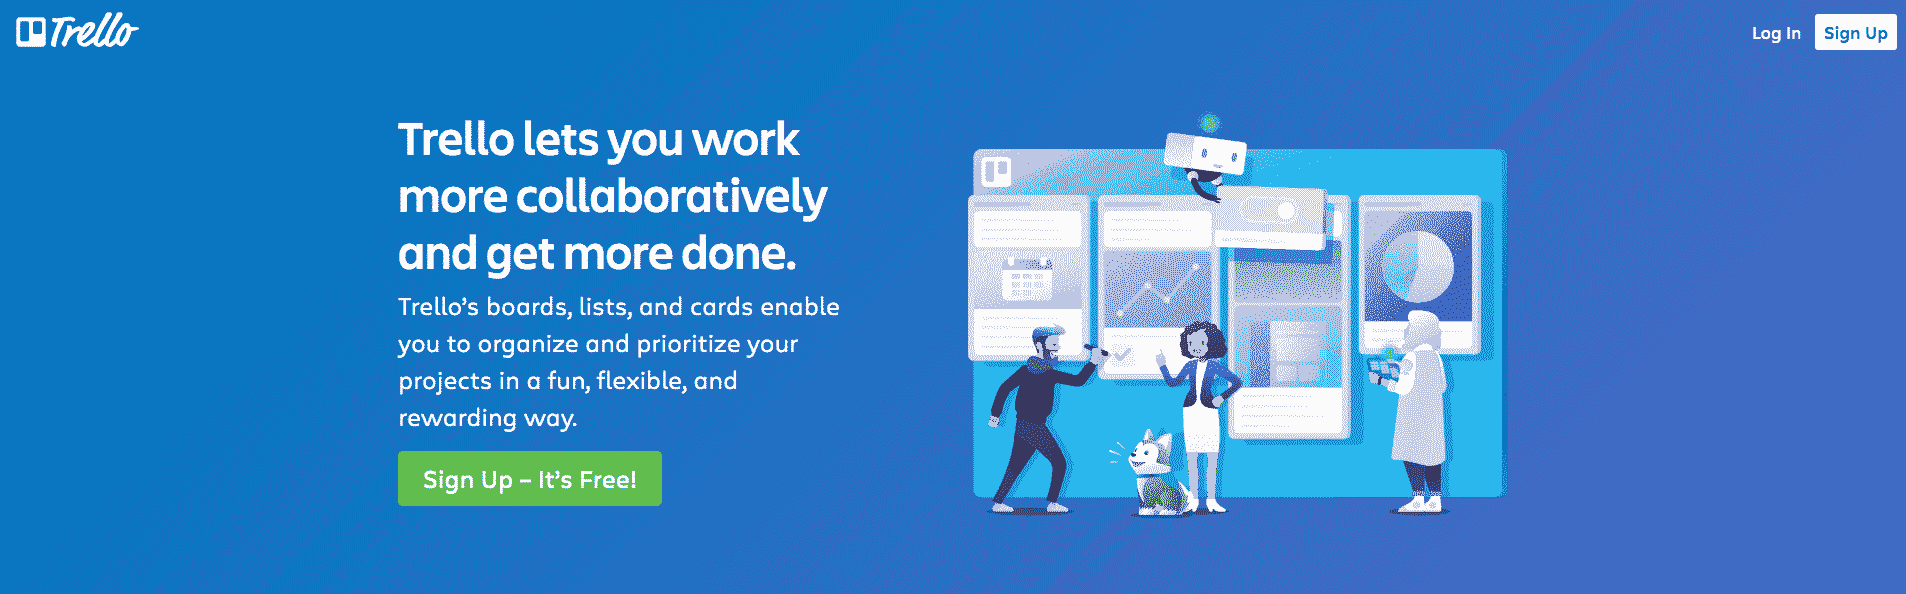 Trello
Log In
Sign Up
Trello lets you work
more collaboratively
and get more done.
Trello’s boards, lists, and cards enable
you to organize and prioritize your
projects in a fun, flexible, and
rewarding way.
Sign Up – It’s Free!